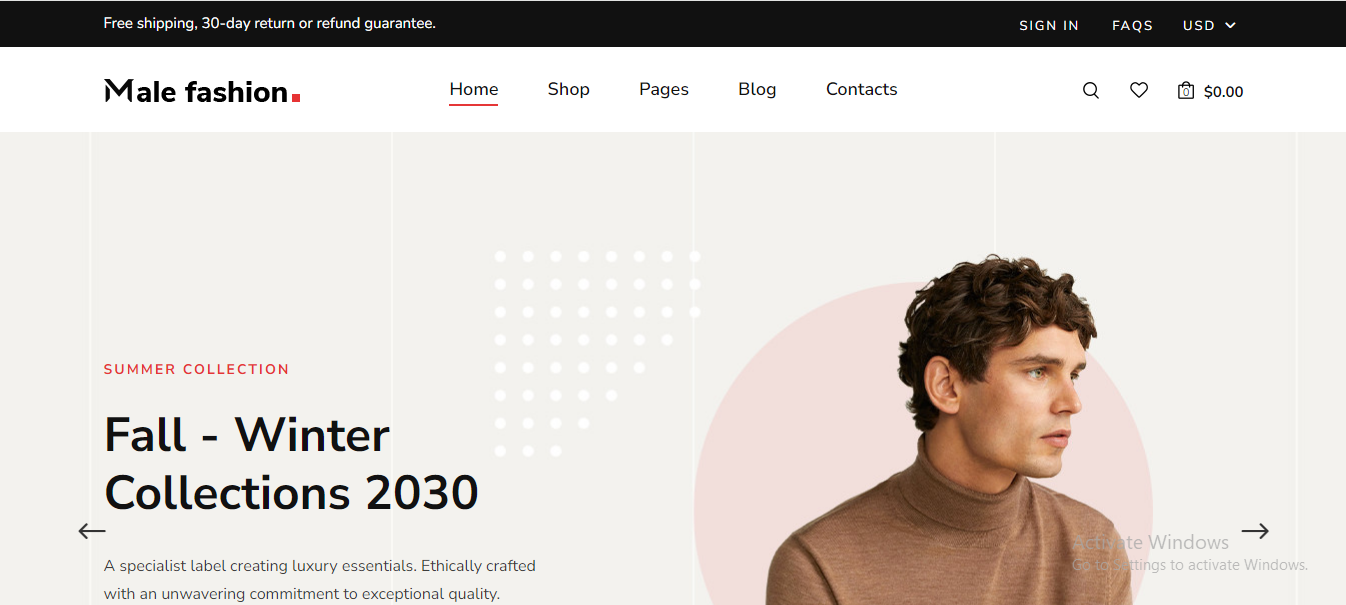 Free shipping, 30-day return or refund guarantee.
SIGN IN FAQS USD
Male fashion.
Home Shop Pages Blog Contacts
0 $0.00
SUMMER COLLECTION
Fall - Winter
Collections 2030
A specialist label creating luxury essentials. Ethically crafted
with an unwavering commitment to exceptional quality.
Activate Windows
Go to Settings to activate Windows.